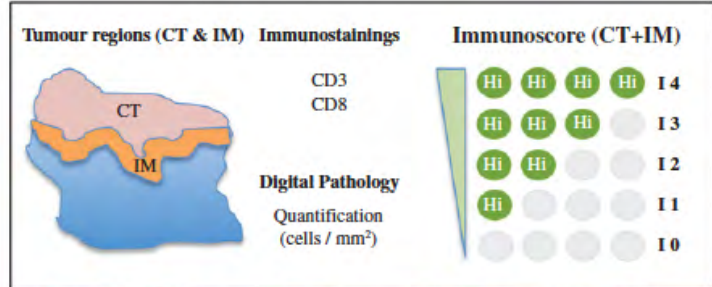 Tumour regions (CT & IM)
CT
IM
Immunostainings
CD3
CD8
Digital Pathology
Quantification
(cells / mm²)
Immunoscore (CT+IM)
Hi Hi Hi Hi I 4
Hi Hi Hi I 3
Hi Hi I 2
Hi I 1
I 0